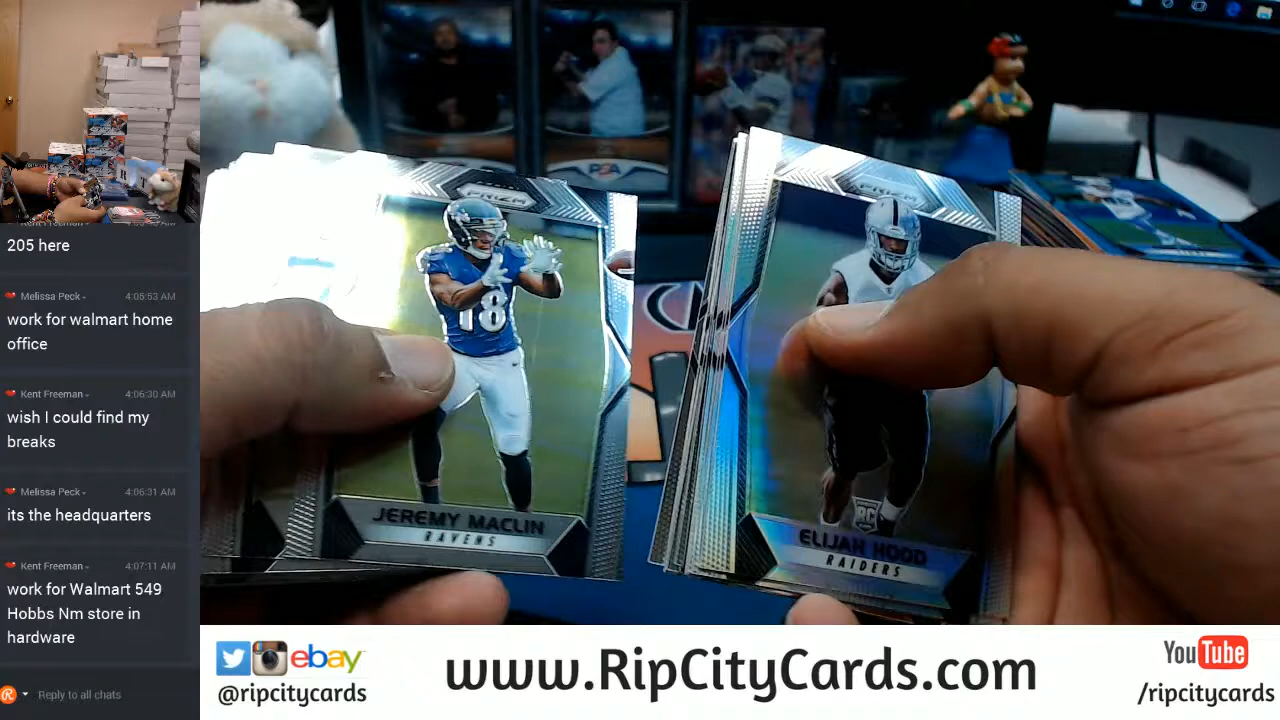 205 here
Melissa Peck
4:05:53 AM
work for walmart home
office
Kent Freeman
4:06:30 AM
wish I could find my
breaks
Melissa Peck
4:06:31 AM
its the headquarters
Kent Freeman
4:07:11 AM
work for Walmart 549
Hobbs Nm store in
hardware
Reply to all chats
PRIZM
18
JEREMY MACLIN
RAVENS
PRIZM
RC
ELIJAH HOOD
RAIDERS
ebay
@ripcitycards
www.RipCityCards.com
YouTube
/ripcitycards